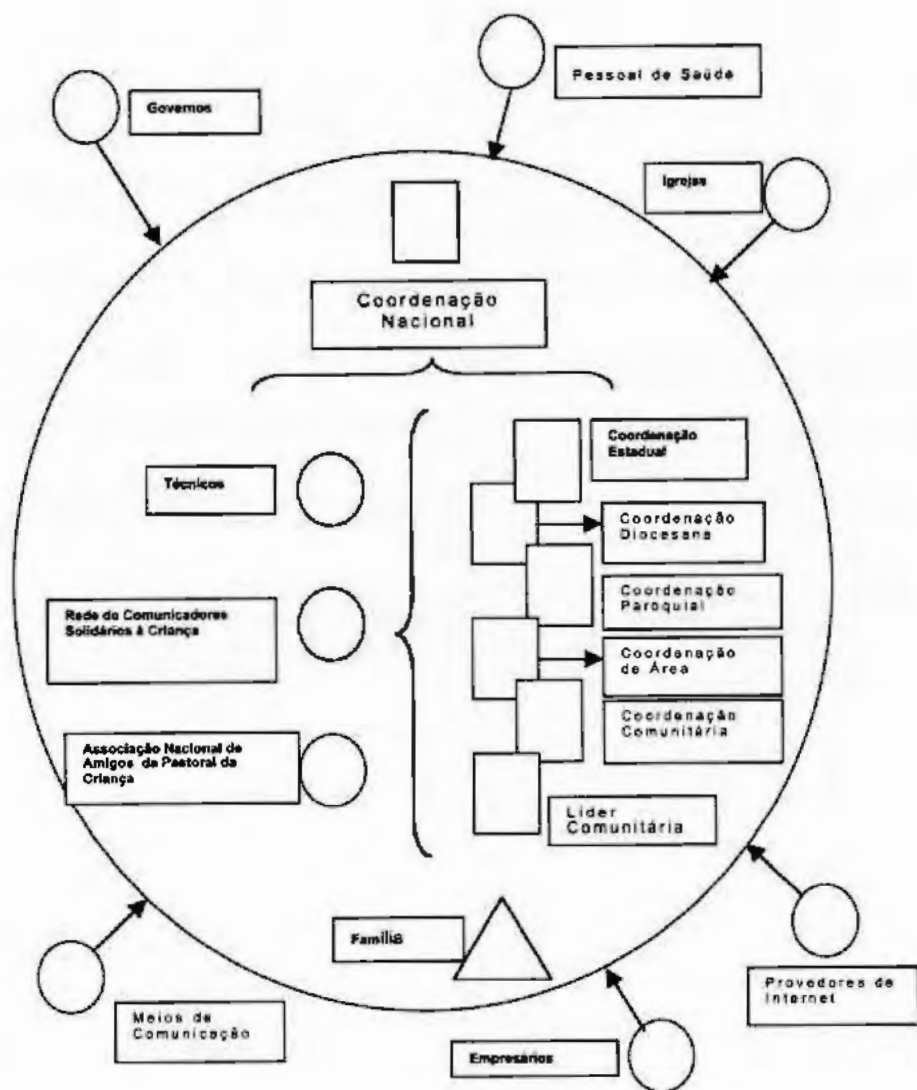 Pessoal de Saúde
Governos
Igrejas
Coordenação
Nacional
Coordenação
Estadual
Técnicos
Coordenação
Diocesana
Rede do Comunicadores
Solidários à Criança
Coordenação
Paroquial
Coordenação
de Área
Associação Nacional de
Amigos da Pastoral da
Criança
Coordenação
Comunitária
Líder
Comunitária
Família
Provedores de
Internet
Meios de
Comunicação
Empresários